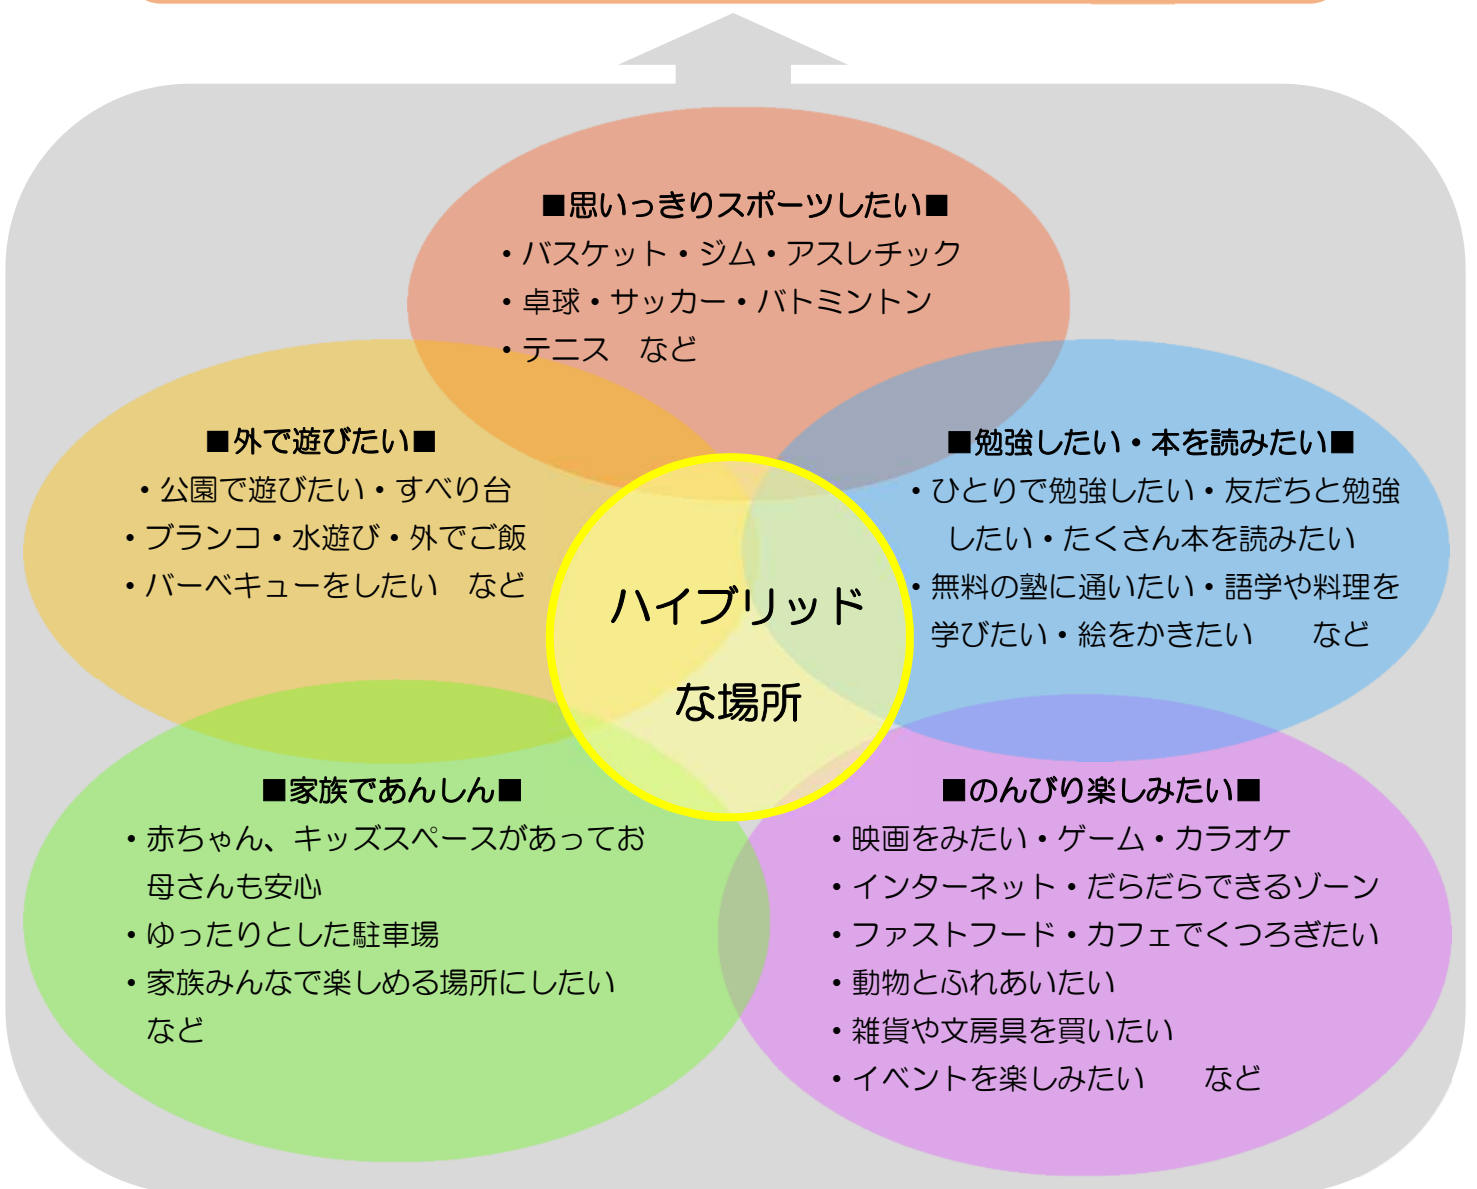 ■思いっきりスポーツしたい■
・バスケット・ジム・アスレチック
・卓球・サッカー・バトミントン
・テニス　など
■外で遊びたい■
・公園で遊びたい・すべり台
・ブランコ・水遊び・外でご飯
・バーベキューをしたい　など
■勉強したい・本を読みたい■
・ひとりで勉強したい・友だちと勉強
したい・たくさん本を読みたい
・無料の塾に通いたい・語学や料理を
学びたい・絵をかきたい　　など
ハイブリッド
な場所
■家族であんしん■
・赤ちゃん、キッズスペースがあってお
母さんも安心
・ゆったりとした駐車場
・家族みんなで楽しめる場所にしたい
など
■のんびり楽しみたい■
・映画をみたい・ゲーム・カラオケ
・インターネット・だらだらできるゾーン
・ファストフード・カフェでくつろぎたい
・動物とふれあいたい
・雑貨や文房具を買いたい
・イベントを楽しみたい　　など